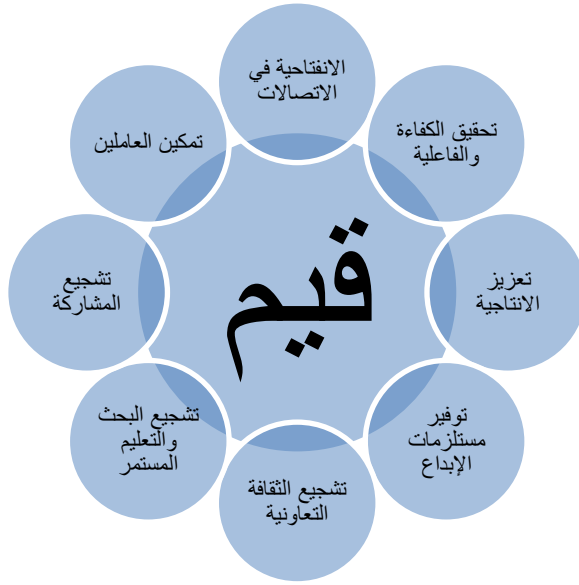 الانفتاحية في
الاتصالات
تحقيق الكفاءة
والفاعلية
تعزيز
الانتاجية
توفير
مستلزمات
الإبداع
تشجيع الثقافة
التعاونية
تشجيع البحث
والتعليم
المستمر
تشجيع
المشاركة
تمكين العاملين
قيم